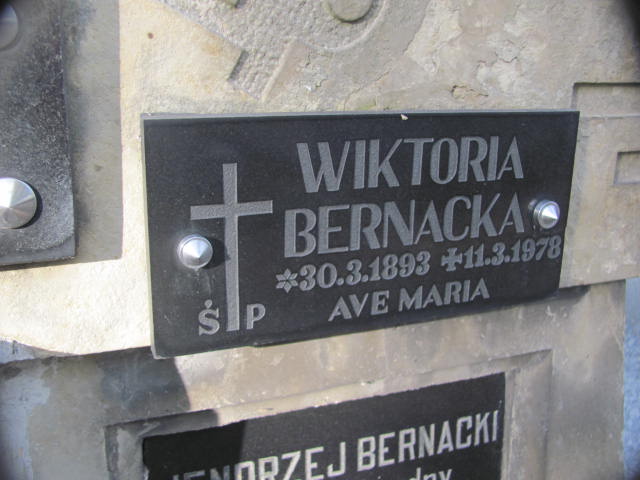 WIKTORIA
BERNACKA
*30.3.1893 ✝11.3.1978
AVE MARIA
Ś P
JENDRZEJ BERNACKI